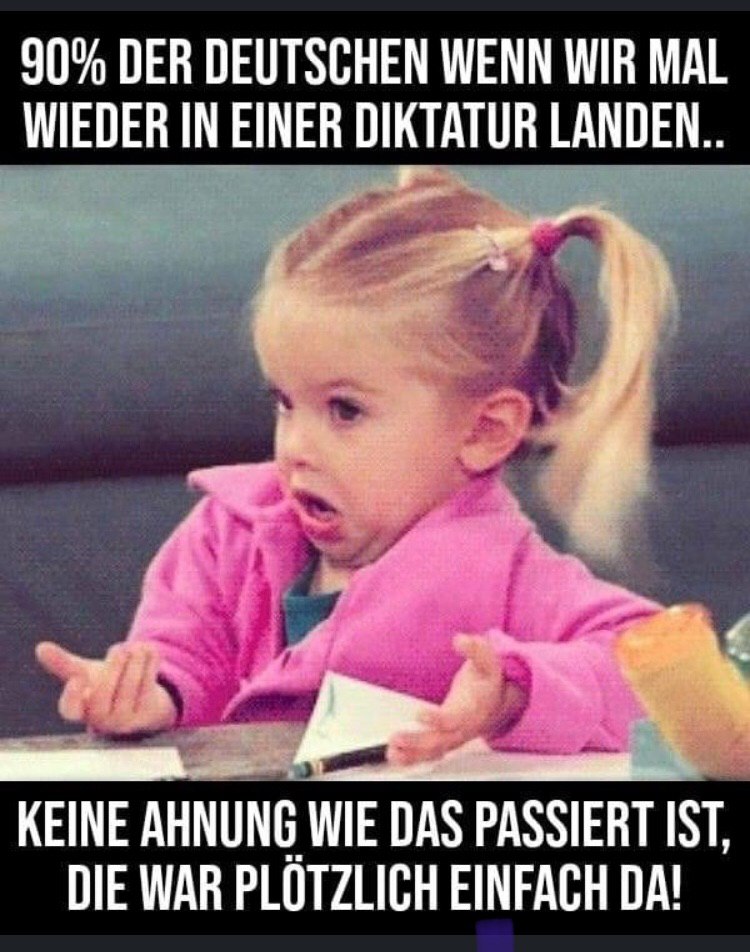 90% DER DEUTSCHEN WENN WIR MAL
WIEDER IN EINER DIKTATUR LANDEN..
KEINE AHNUNG WIE DAS PASSIERT IST,
DIE WAR PLÖTZLICH EINFACH DA!